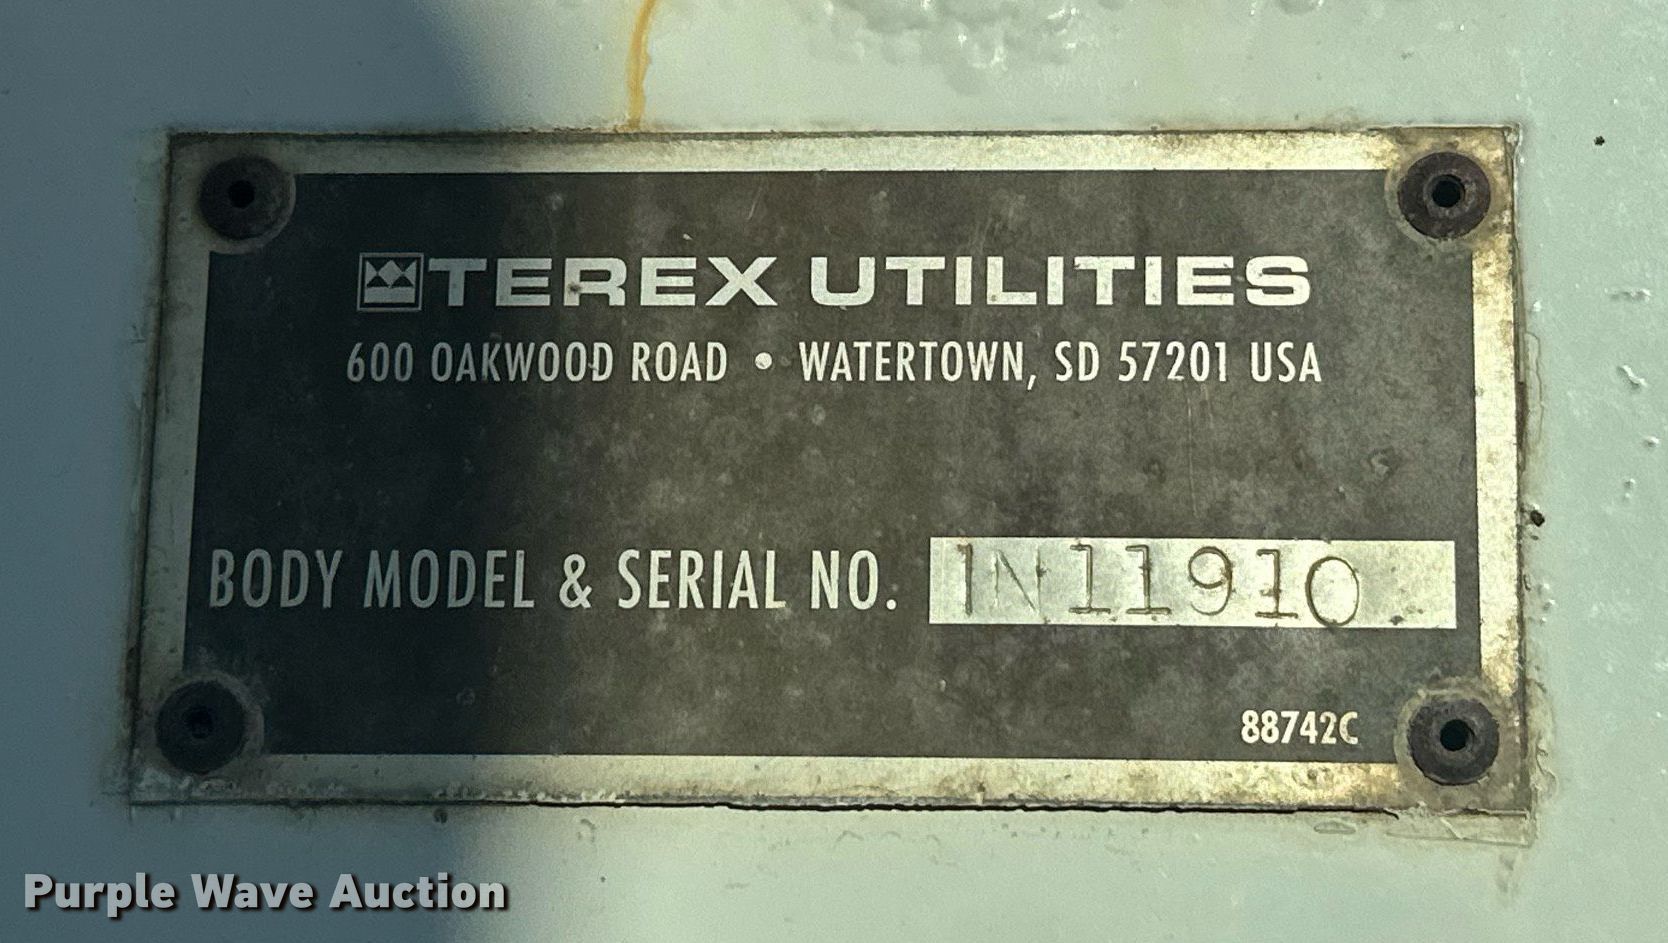 TEREX UTILITIES
600 OAKWOOD ROAD • WATERTOWN, SD 57201 USA
BODY MODEL & SERIAL NO. 1N11910
88742C
Purple Wave Auction